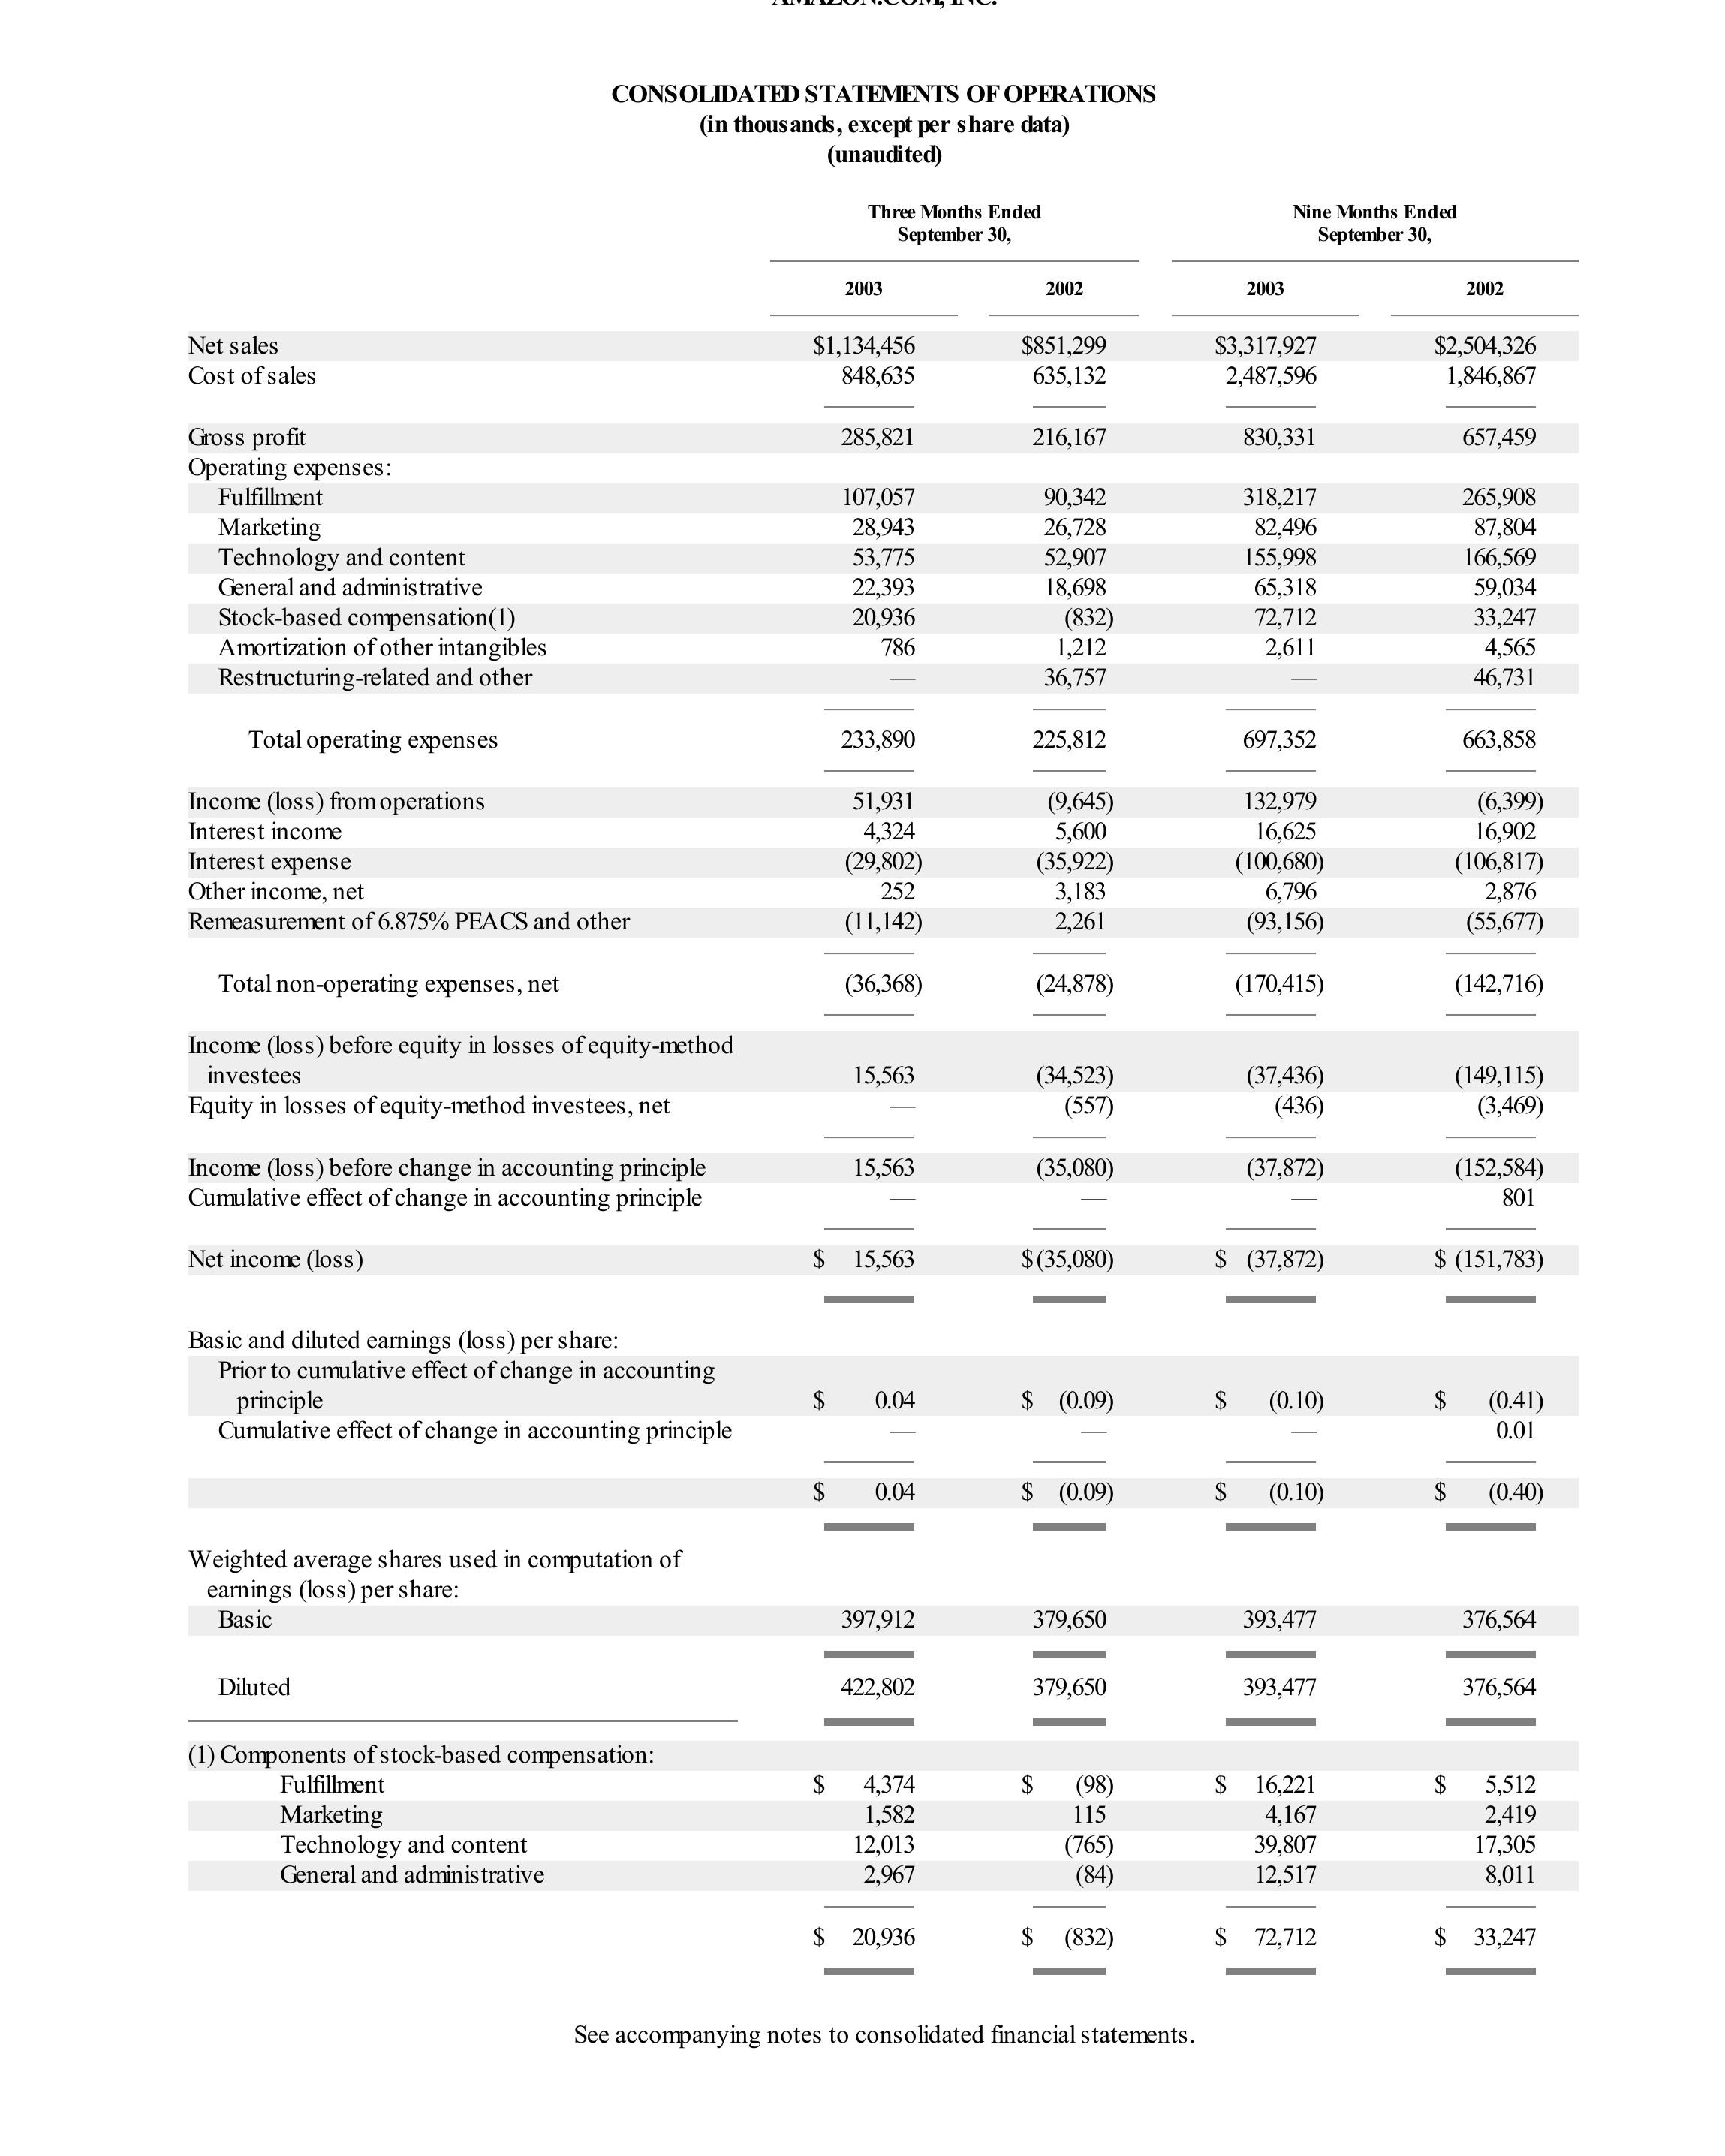 AMAZON.COM, INC.
CONSOLIDATED STATEMENTS OF OPERATIONS
(in thousands, except per share data)
(unaudited)
Three Months Ended September 30, Nine Months Ended September 30,
2003 2002 2003 2002
Net sales $1,134,456 $851,299 $3,317,927 $2,504,326
Cost of sales 848,635 635,132 2,487,596 1,846,867
Gross profit 285,821 216,167 830,331 657,459
Operating expenses:
Fulfillment 107,057 90,342 318,217 265,908
Marketing 28,943 26,728 82,496 87,804
Technology and content 53,775 52,907 155,998 166,569
General and administrative 22,393 18,698 65,318 59,034
Stock-based compensation(1) 20,936 (832) 72,712 33,247
Amortization of other intangibles 786 1,212 2,611 4,565
Restructuring-related and other — 36,757 — 46,731
Total operating expenses 233,890 225,812 697,352 663,858
Income (loss) from operations 51,931 (9,645) 132,979 (6,399)
Interest income 4,324 5,600 16,625 16,902
Interest expense (29,802) (35,922) (100,680) (106,817)
Other income, net 252 3,183 6,796 2,876
Remeasurement of 6.875% PEACS and other (11,142) 2,261 (93,156) (55,677)
Total non-operating expenses, net (36,368) (24,878) (170,415) (142,716)
Income (loss) before equity in losses of equity-method
investees 15,563 (34,523) (37,436) (149,115)
Equity in losses of equity-method investees, net — (557) (436) (3,469)
Income (loss) before change in accounting principle 15,563 (35,080) (37,872) (152,584)
Cumulative effect of change in accounting principle — — — 801
Net income (loss) $ 15,563 $(35,080) $ (37,872) $ (151,783)
Basic and diluted earnings (loss) per share:
Prior to cumulative effect of change in accounting
principle $ 0.04 $ (0.09) $ (0.10) $ (0.41)
Cumulative effect of change in accounting principle — — — 0.01
$ 0.04 $ (0.09) $ (0.10) $ (0.40)
Weighted average shares used in computation of
earnings (loss) per share:
Basic 397,912 379,650 393,477 376,564
Diluted 422,802 379,650 393,477 376,564
(1) Components of stock-based compensation:
Fulfillment $ 4,374 $ (98) $ 16,221 $ 5,512
Marketing 1,582 115 4,167 2,419
Technology and content 12,013 (765) 39,807 17,305
General and administrative 2,967 (84) 12,517 8,011
$ 20,936 $ (832) $ 72,712 $ 33,247
See accompanying notes to consolidated financial statements.